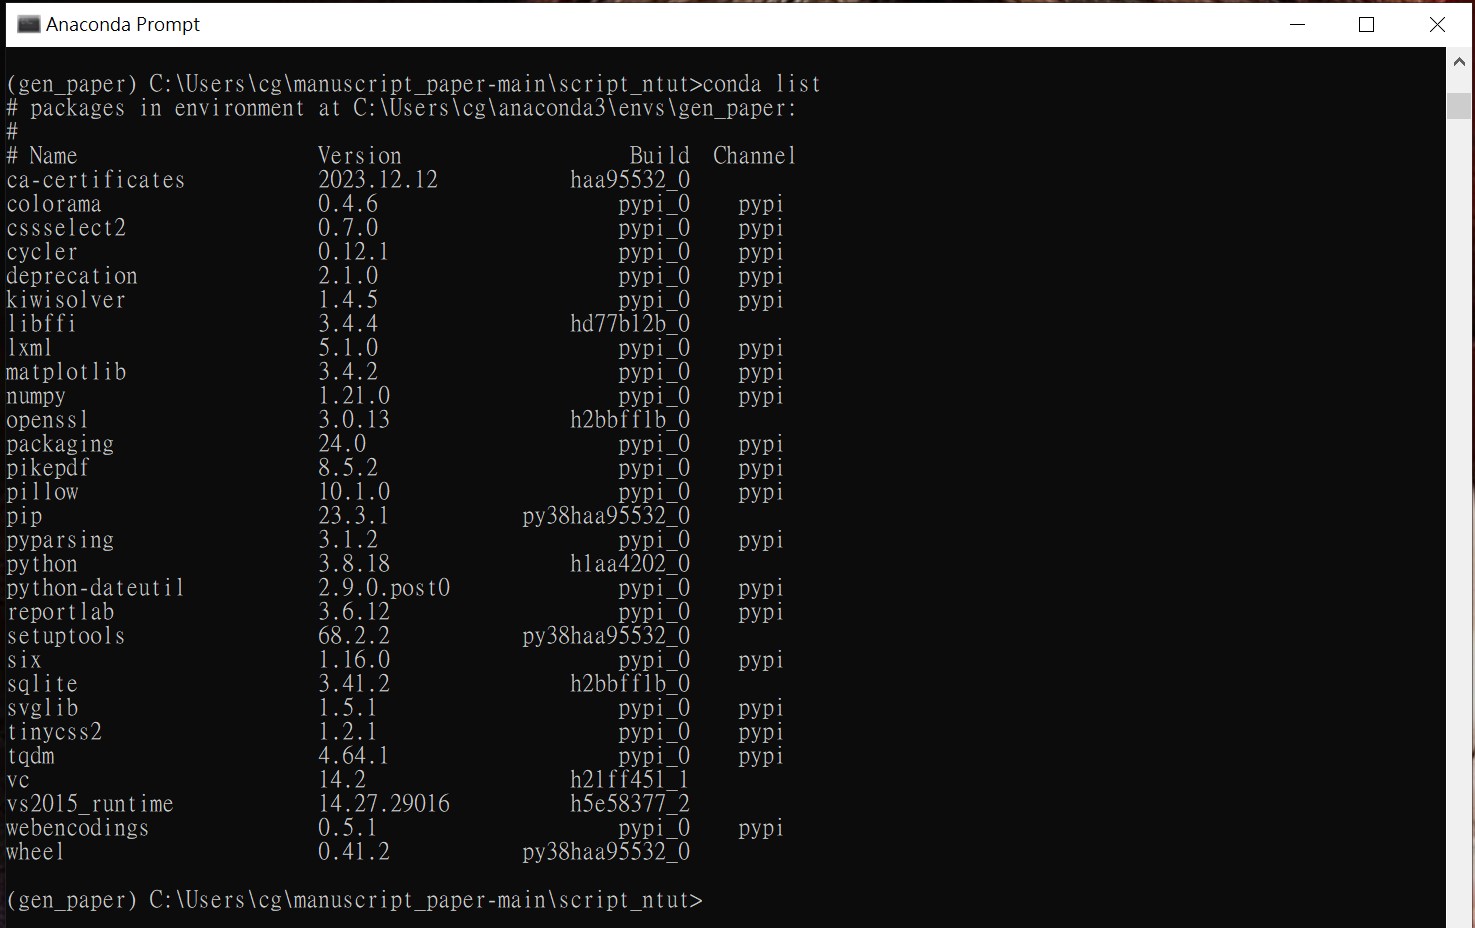 Anaconda Prompt
(gen_paper) C:\Users\cg\manuscript_paper-main\script_ntut>conda list
# packages in environment at C:\Users\cg\anaconda3\envs\gen_paper:
#
# Name                    Version                   Build  Channel
ca-certificates           2023.12.12           haa95532_0
colorama                  0.4.6                    pypi_0    pypi
cssselect2                0.7.0                    pypi_0    pypi
cycler                    0.12.1                   pypi_0    pypi
deprecation               2.1.0                    pypi_0    pypi
kiwisolver                1.4.5                    pypi_0    pypi
libffi                    3.4.4                hd77b12b_0
lxml                      5.1.0                    pypi_0    pypi
matplotlib                3.4.2                    pypi_0    pypi
numpy                     1.21.0                   pypi_0    pypi
openssl                   3.0.13               h2bbff1b_0
packaging                 24.0                     pypi_0    pypi
pikepdf                   8.5.2                    pypi_0    pypi
pillow                    10.1.0                   pypi_0    pypi
pip                       23.3.1           py38haa95532_0
pyparsing                 3.1.2                    pypi_0    pypi
python                    3.8.18               h1aa4202_0
python-dateutil           2.9.0.post0              pypi_0    pypi
reportlab                 3.6.12                   pypi_0    pypi
setuptools                68.2.2           py38haa95532_0
six                       1.16.0                   pypi_0    pypi
sqlite                    3.41.2               h2bbff1b_0
svglib                    1.5.1                    pypi_0    pypi
tinycss2                  1.2.1                    pypi_0    pypi
tqdm                      4.64.1                   pypi_0    pypi
vc                        14.2                 h21ff451_1
vs2015_runtime            14.27.29016          h5e58377_2
webencodings              0.5.1                    pypi_0    pypi
wheel                     0.41.2           py38haa95532_0
(gen_paper) C:\Users\cg\manuscript_paper-main\script_ntut>